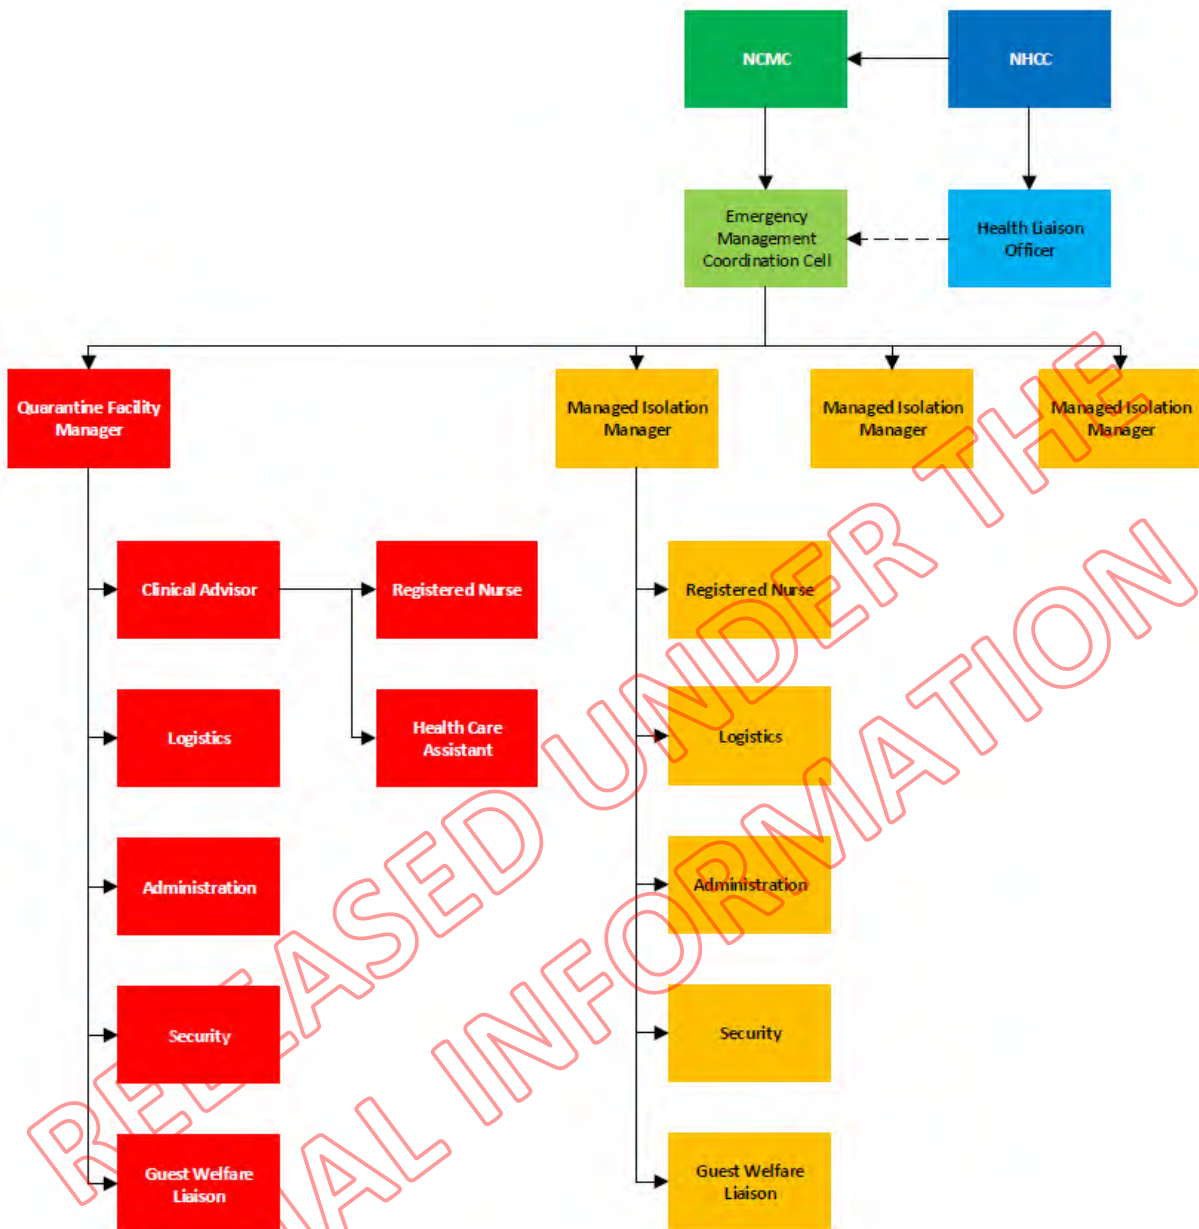 NCMC
NHCC
Emergency
Management
Coordination Cell
Health Liaison
Officer
Quarantine Facility
Manager
Managed Isolation
Manager
Managed Isolation
Manager
Managed Isolation
Manager
Clinical Advisor
Registered Nurse
Registered Nurse
Logistics
Health Care
Assistant
Logistics
Administration
Administration
Security
Security
Guest Welfare
Liaison
Guest Welfare
Liaison
RELEASED UNDER THE
INFORMATION